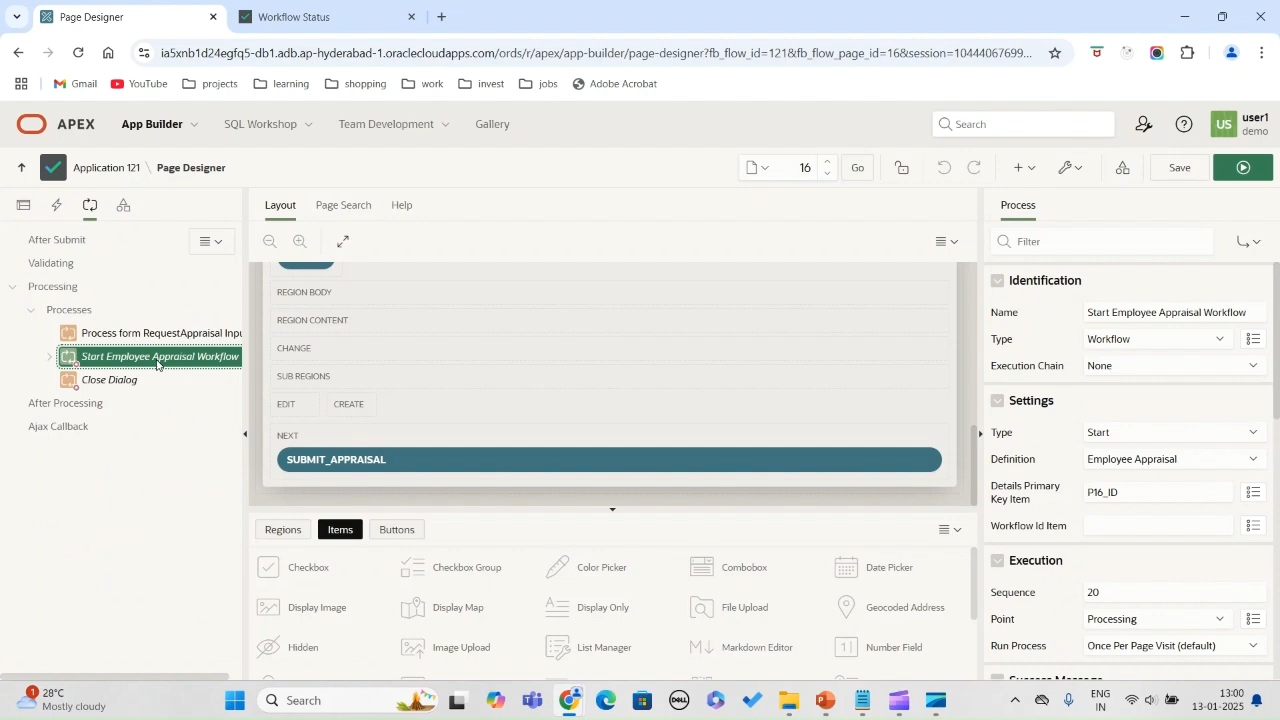 Page Designer
Workflow Status
ia5xnb1d24egfq5-db1.adb.ap-hyderabad-1.oraclecloudapps.com/ords/r/apex/app-builder/page-designer?fb_flow_id=121&fb_flow_page_id=16&session=10444067699...
Gmail YouTube projects learning shopping work invest jobs Adobe Acrobat
APEX App Builder SQL Workshop Team Development Gallery Search US user1
demo
Application 121 \ Page Designer 16 Go Save
Layout Page Search Help Process
After Submit
Validating
Processing
Processes
Process form RequestAppraisal Inpu
Start Employee Appraisal Workflow
Close Dialog
After Processing
Ajax Callback
REGION BODY
REGION CONTENT
CHANGE
SUB REGIONS
EDIT CREATE
NEXT
SUBMIT_APPRAISAL
Regions Items Buttons
Checkbox Checkbox Group Color Picker Combobox Date Picker
Display Image Display Map Display Only File Upload Geocoded Address
Hidden Image Upload List Manager Markdown Editor Number Field
Filter
Identification
Name Start Employee Appraisal Workflow
Type Workflow
Execution Chain None
Settings
Type Start
Definition Employee Appraisal
Details Primary
Key Item P16_ID
Workflow Id Item
Execution
Sequence 20
Point Processing
Run Process Once Per Page Visit (default)
Success Message
1
28°C
Mostly cloudy
Search
DELL
ENG
IN
13:00
13-01-2025